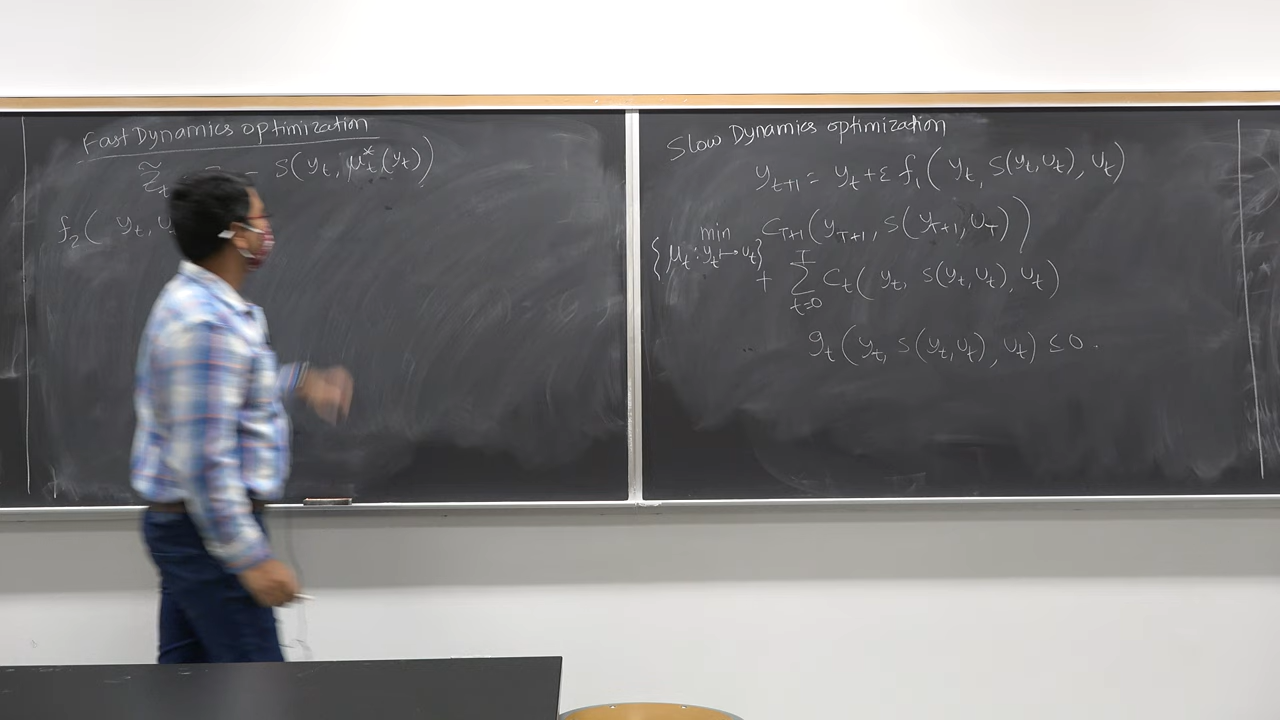 Fast Dynamics optimization
z̃_t = - s(y_t, μ*_t(y_t))
f_2( y_t, u
Slow Dynamics optimization
y_{t+1} = y_t + ε f_1( y_t, s(y_t, u_t), u_t)
min C_{T+1}(y_{T+1}, s(y_{T+1}, u_T))
{μ_t : y_t ↦ u_t}
+ ∑_{t=0}^{T} C_t( y_t, s(y_t, u_t), u_t)
g_t( y_t, s(y_t, u_t), u_t) ≤ 0.